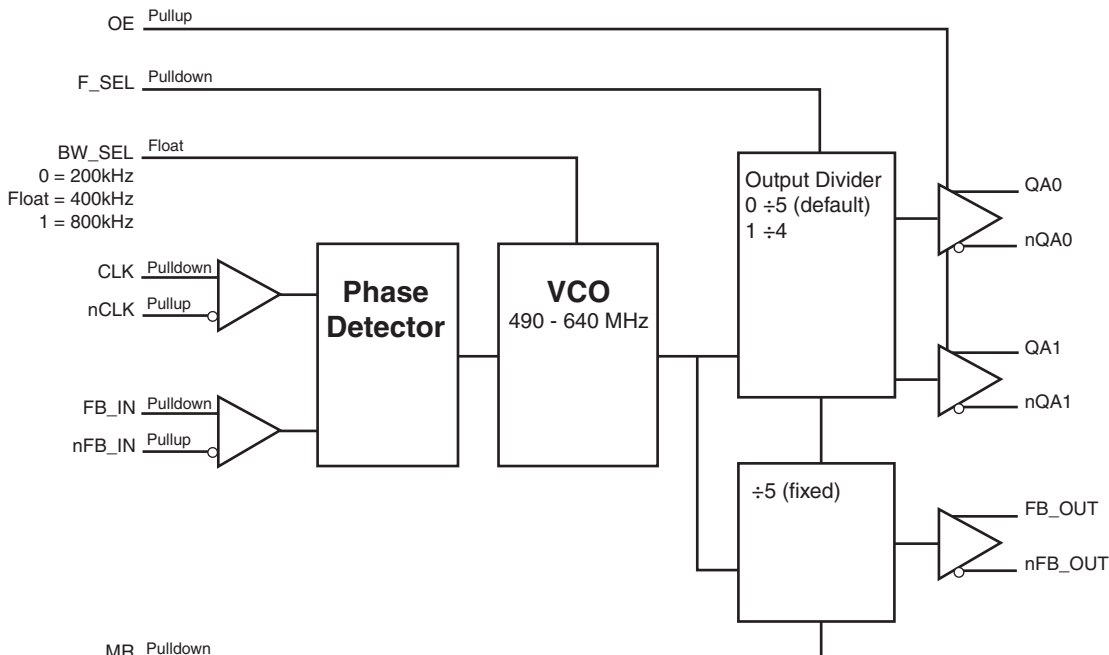 OE Pullup
F_SEL Pulldown
BW_SEL Float
0 = 200kHz
Float = 400kHz
1 = 800kHz
CLK Pulldown
nCLK Pullup
FB_IN Pulldown
nFB_IN Pullup
Phase
Detector
VCO
490 - 640 MHz
Output Divider
0 ÷5 (default)
1 ÷4
÷5 (fixed)
QA0
nQA0
QA1
nQA1
FB_OUT
nFB_OUT
MR Pulldown